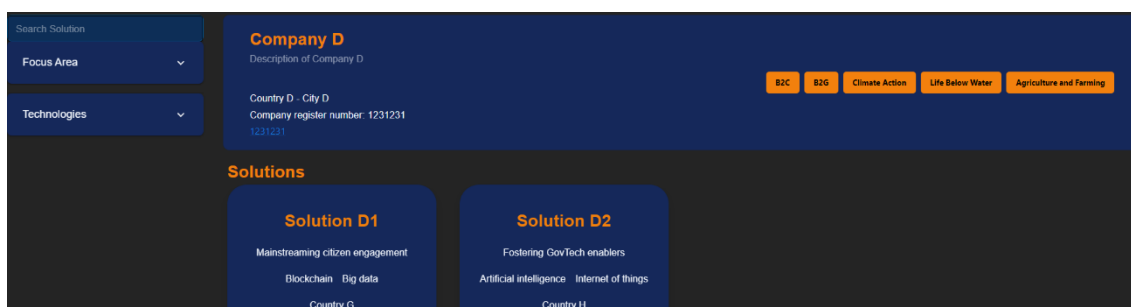 Search Solution
Focus Area
Technologies
Company D
Description of Company D
Country D - City D
Company register number: 1231231
1231231
B2C B2G Climate Action Life Below Water Agriculture and Farming
Solutions
Solution D1
Mainstreaming citizen engagement
Blockchain Big data
Country G
Solution D2
Fostering GovTech enablers
Artificial intelligence Internet of things
Country H